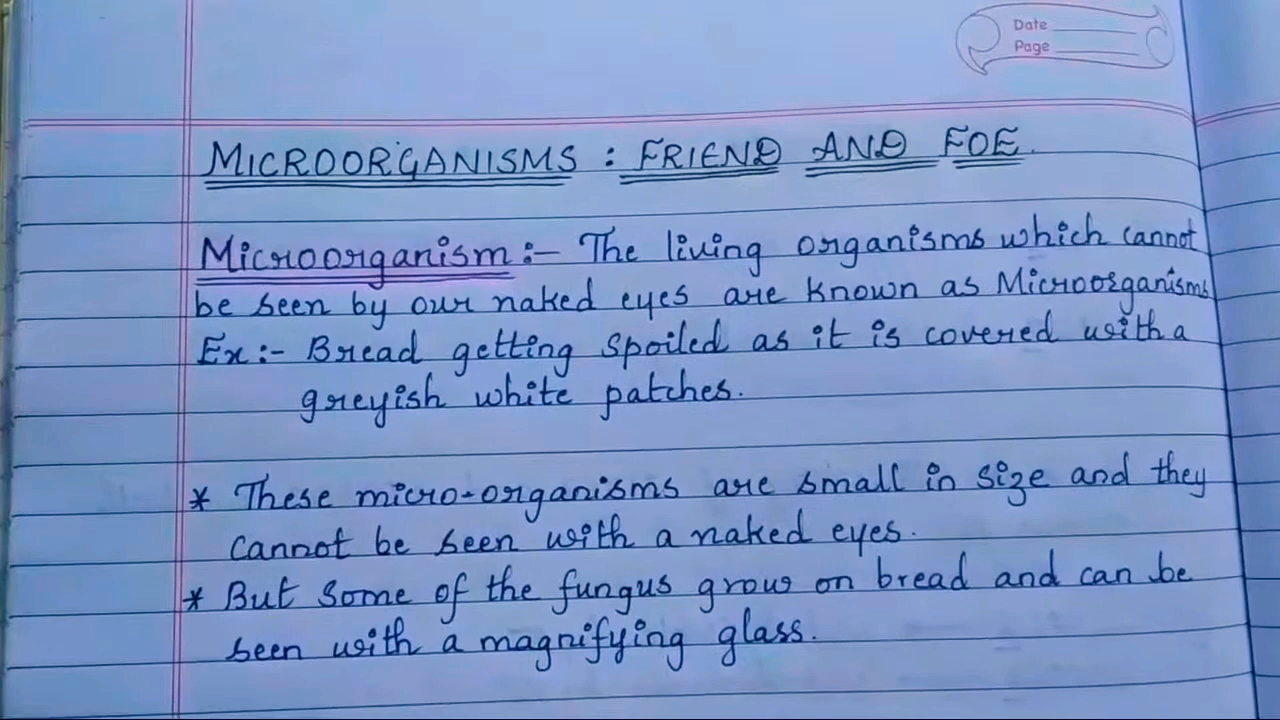 Date
Page
MICROORGANISMS : FRIEND AND FOE.
Microorganism :- The living organisms which cannot
be seen by our naked eyes are known as Microorganisms
Ex :- Bread getting spoiled as it is covered with a
greyish white patches.
* These micro-organisms are small in size and they
cannot be seen with a naked eyes.
* But some of the fungus grow on bread and can be
seen with a magnifying glass.